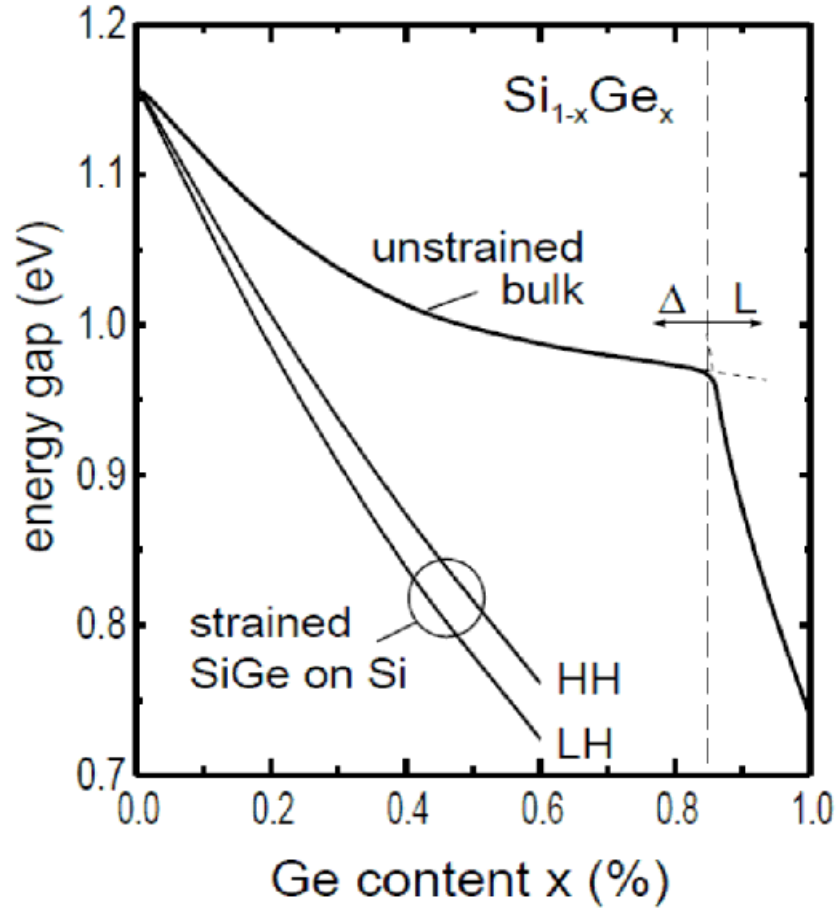 Si₁₋ₓGeₓ
unstrained
bulk
Δ L
strained
SiGe on Si
HH
LH
energy gap (eV)
1.2
1.1
1.0
0.9
0.8
0.7
0.0 0.2 0.4 0.6 0.8 1.0
Ge content x (%)